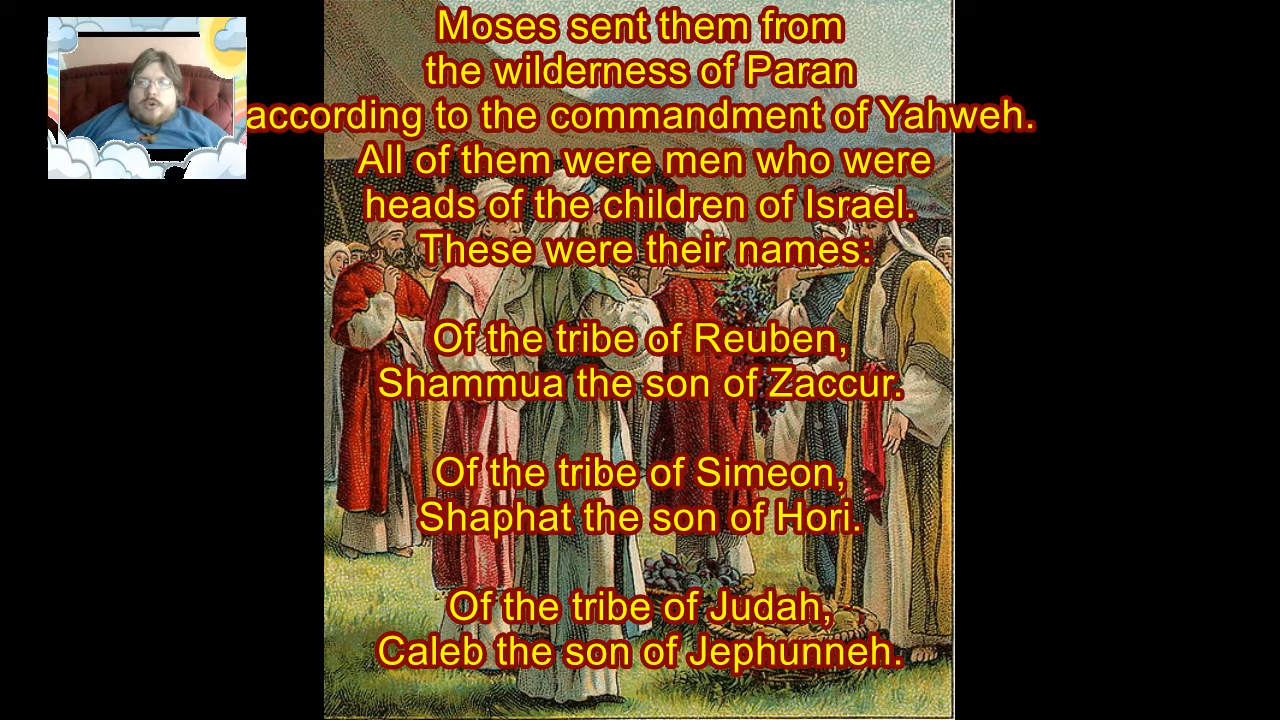 Moses sent them from
the wilderness of Paran
according to the commandment of Yahweh.
All of them were men who were
heads of the children of Israel.
These were their names:
Of the tribe of Reuben,
Shammua the son of Zaccur.
Of the tribe of Simeon,
Shaphat the son of Hori.
Of the tribe of Judah,
Caleb the son of Jephunneh.